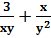 3/xy + x/y²